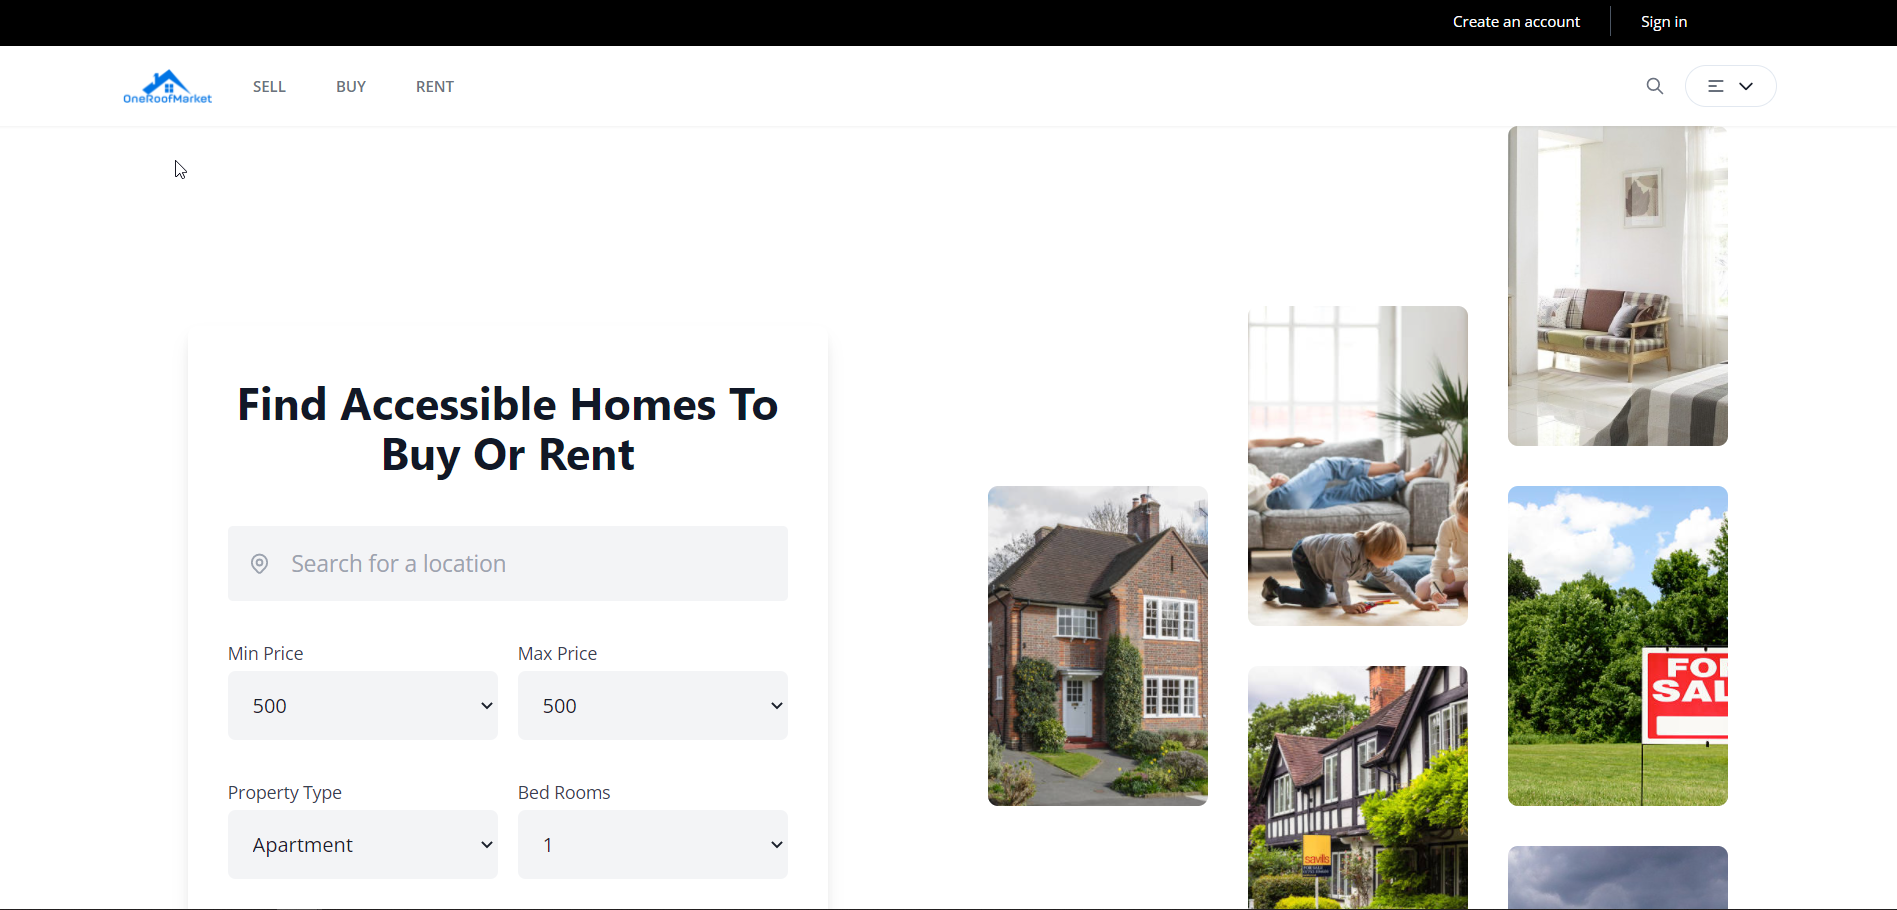 Create an account
Sign in
OneRoofMarket
SELL
BUY
RENT
Find Accessible Homes To
Buy Or Rent
Search for a location
Min Price
Max Price
500
500
Property Type
Bed Rooms
Apartment
1
FOR
SAL
savills